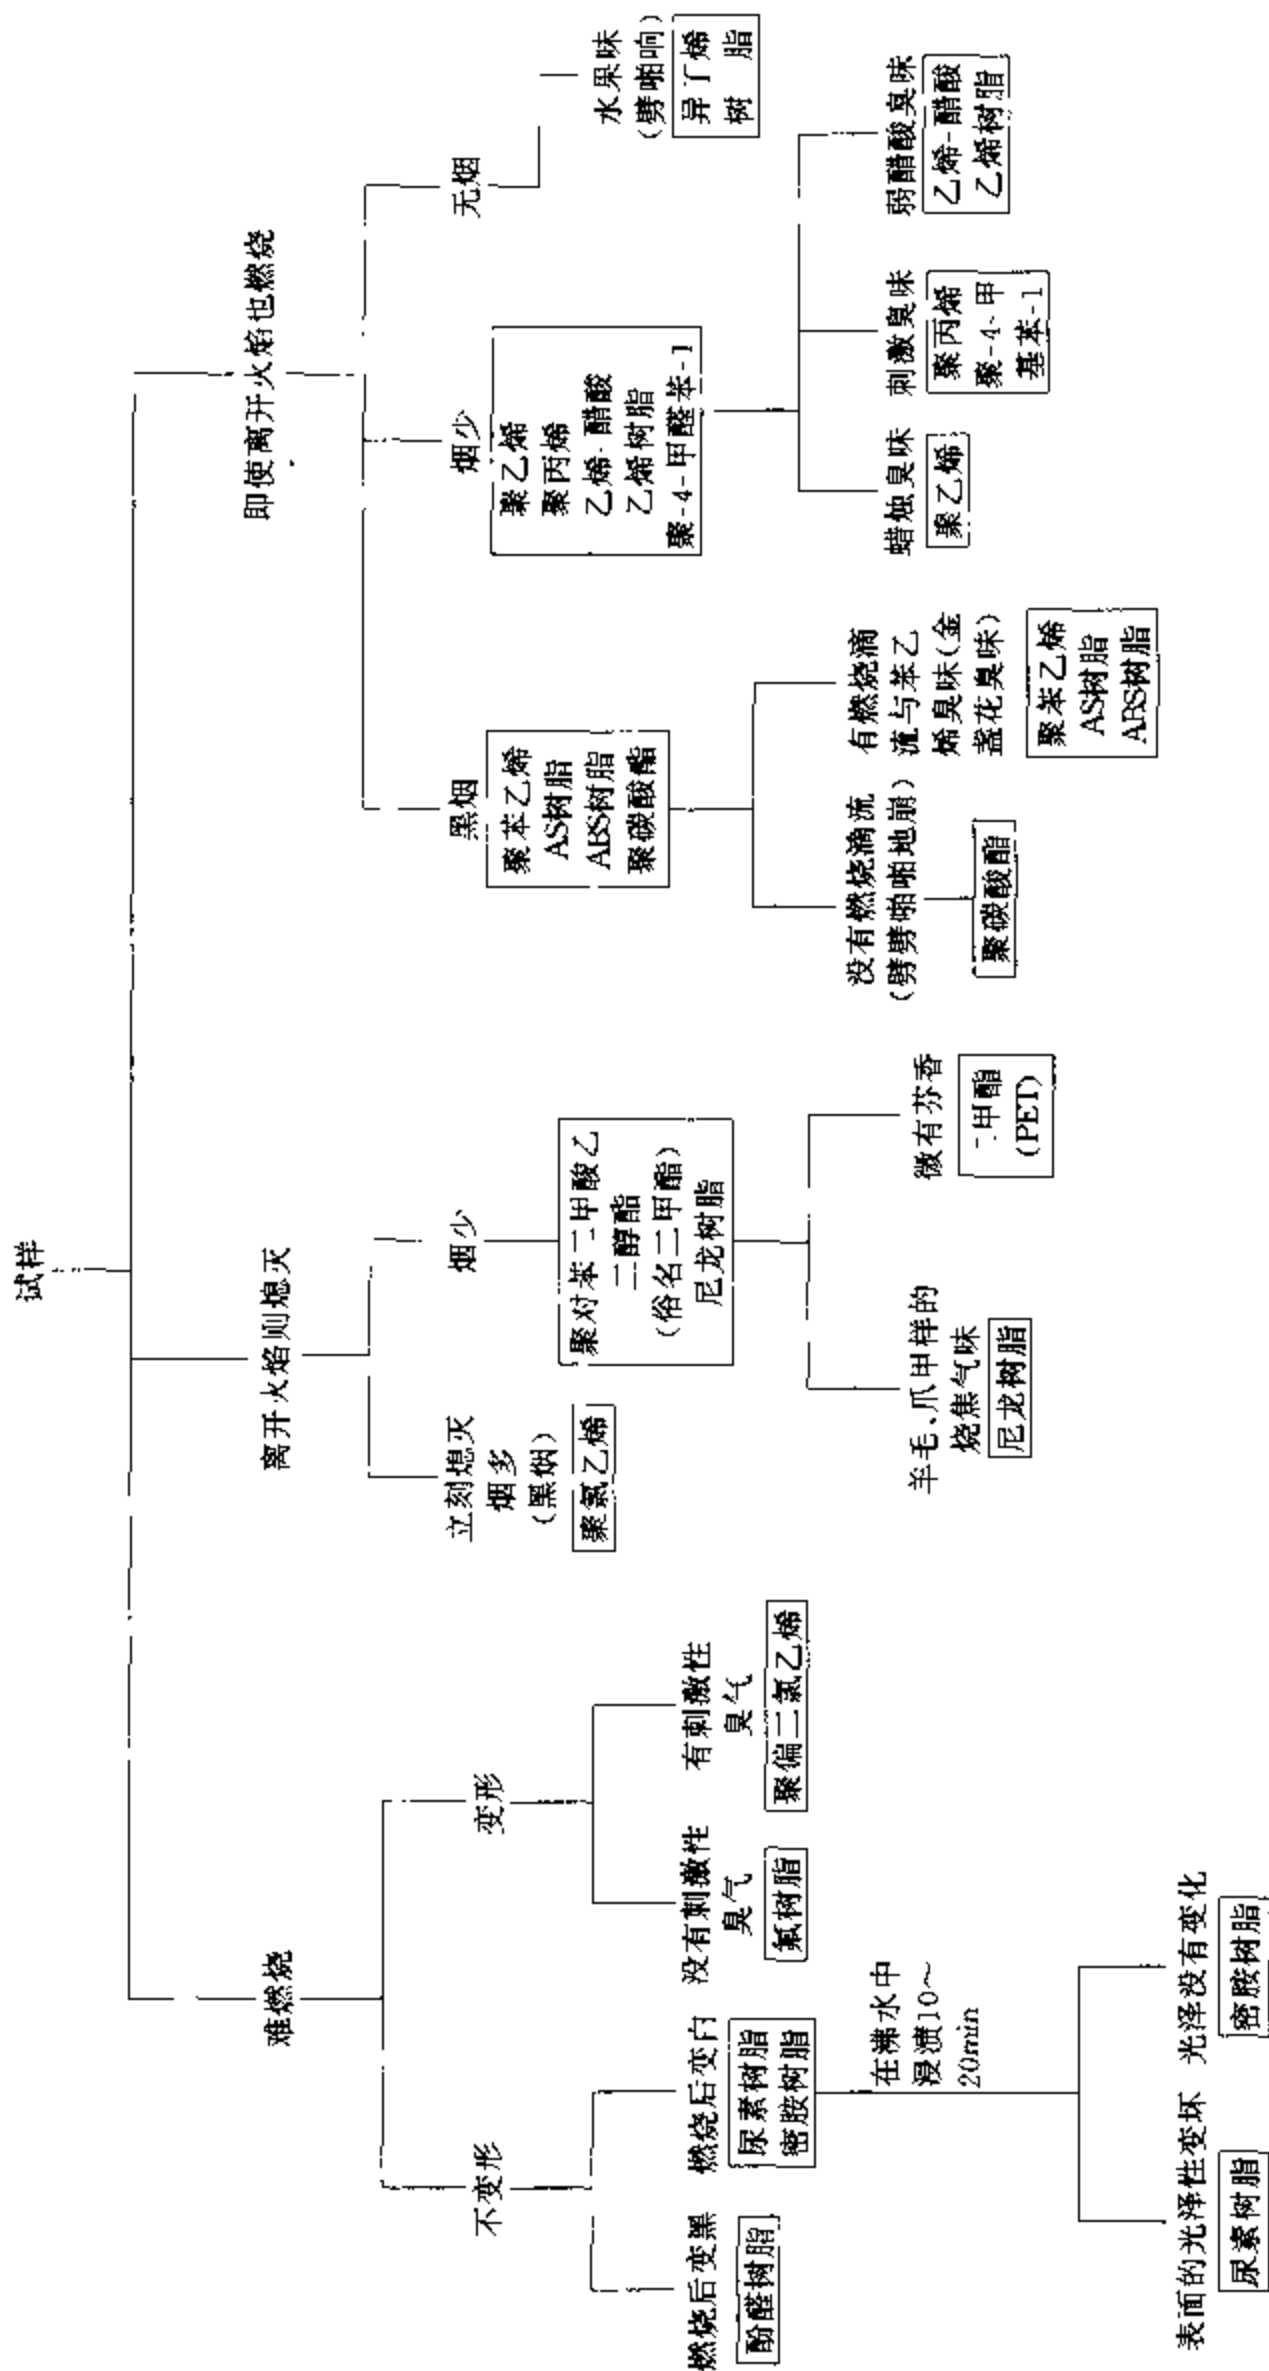 试样
难燃烧
离开火焰则熄灭
即使离开火焰也燃烧
不变形
变形
立刻熄灭
烟多
(黑烟)
聚氯乙烯
烟少
聚对苯二甲酸乙
二醇酯
(俗名二甲酯)
尼龙树脂
黑烟
聚苯乙烯
AS树脂
ABS树脂
聚碳酸酯
烟少
聚乙烯
聚丙烯
乙烯-醋酸
乙烯树脂
聚-4-甲醛苯-1
无烟
水果味
(劈啪响)
异丁烯
树脂
燃烧后变黑
酚醛树脂
燃烧后变白
尿素树脂
密胺树脂
没有刺激性
臭气
氟树脂
有刺激性
臭气
聚偏二氯乙烯
羊毛、爪甲样的
烧焦气味
尼龙树脂
微有芬香
二甲酯
(PET)
没有燃烧滴流
(劈劈啪啪地崩)
聚碳酸酯
有燃烧滴
流与苯乙
烯臭味(金
盏花臭味)
聚苯乙烯
AS树脂
ABS树脂
蜡烛臭味
聚乙烯
刺激臭味
聚丙烯
聚-4-甲
基苯-1
弱醋酸臭味
乙烯-醋酸
乙烯树脂
在沸水中
浸渍10～
20min
表面的光泽性变坏
尿素树脂
光泽没有变化
密胺树脂